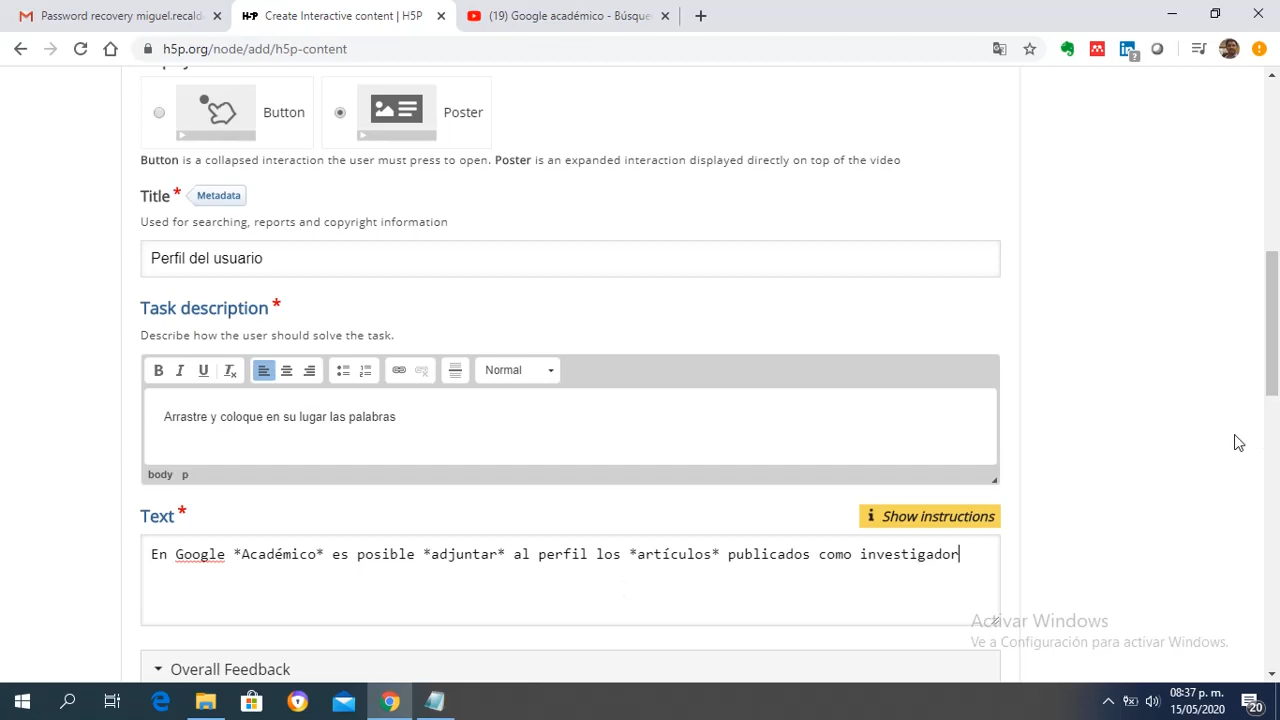 Password recovery miguel.recald
Create Interactive content | H5P
(19) Google académico - Búsque
h5p.org/node/add/h5p-content
Button
Poster
Button is a collapsed interaction the user must press to open. Poster is an expanded interaction displayed directly on top of the video
Title *
Metadata
Used for searching, reports and copyright information
Perfil del usuario
Task description *
Describe how the user should solve the task.
B I U Tx
Normal
Arrastre y coloque en su lugar las palabras
body p
Text *
i Show instructions
En Google *Académico* es posible *adjuntar* al perfil los *artículos* publicados como investigador
Activar Windows
Ve a Configuración para activar Windows.
Overall Feedback
08:37 p. m.
15/05/2020
20